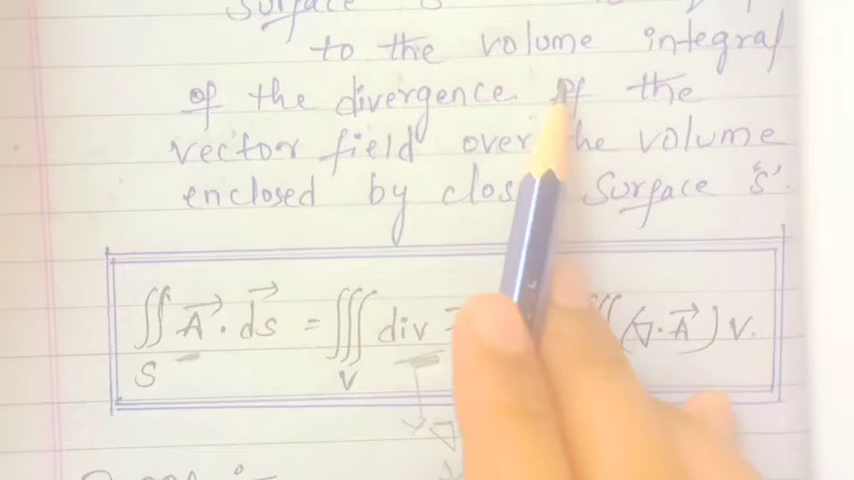 Surface
to the volume integral
of the divergence of the
vector field over the volume
enclosed by clos Surface 's'.
∬ A⃗ . ds⃗ = ∭ div (∇.A⃗) v.
S V
∇